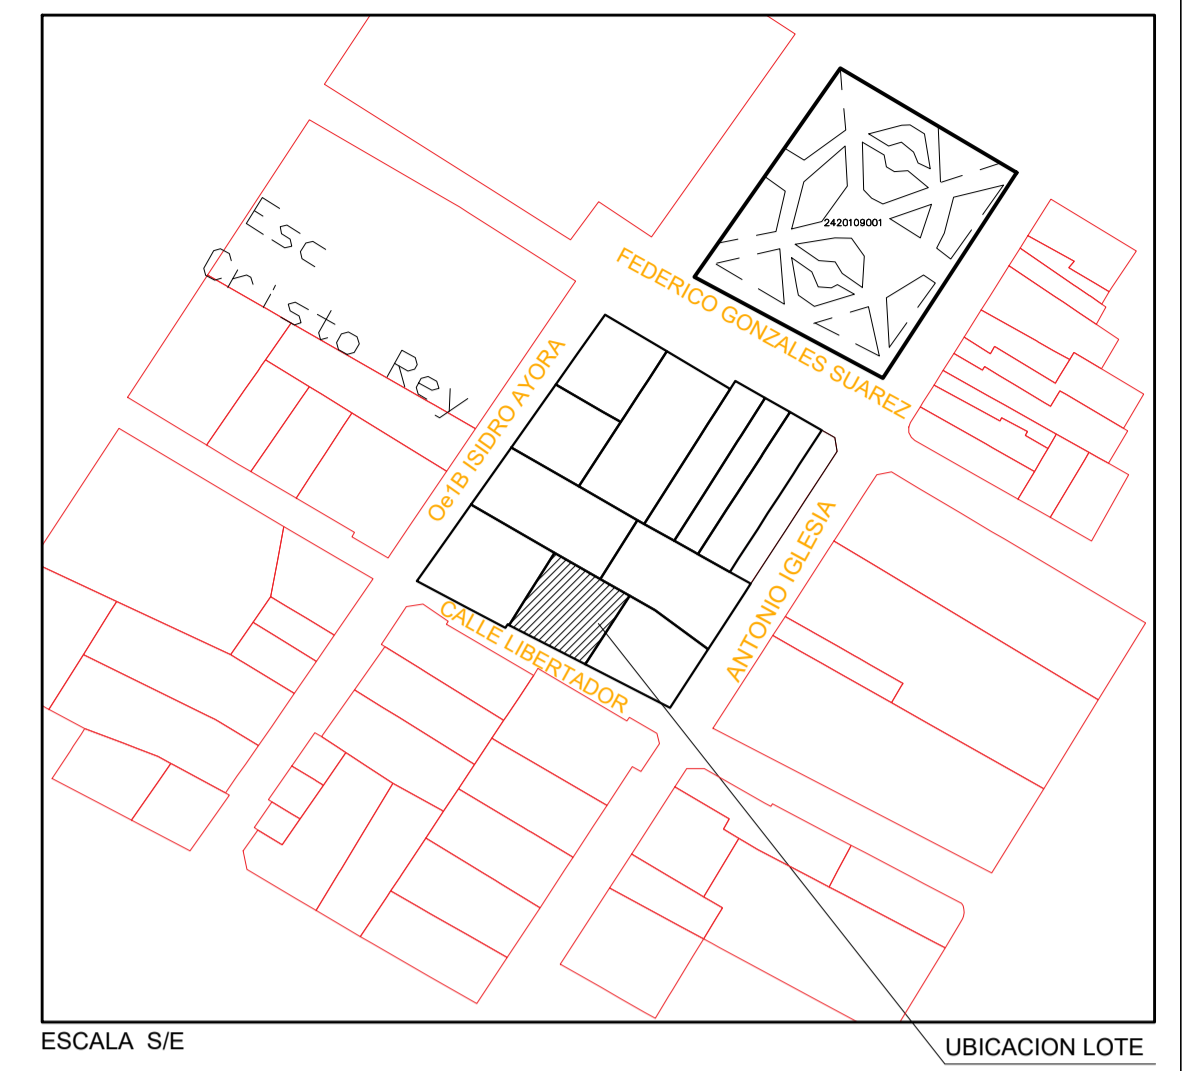 Esc
Cristo Rey
2420109001
FEDERICO GONZALES SUAREZ
Oe1B ISIDRO AYORA
ANTONIO IGLESIA
CALLE LIBERTADOR
ESCALA S/E
UBICACION LOTE